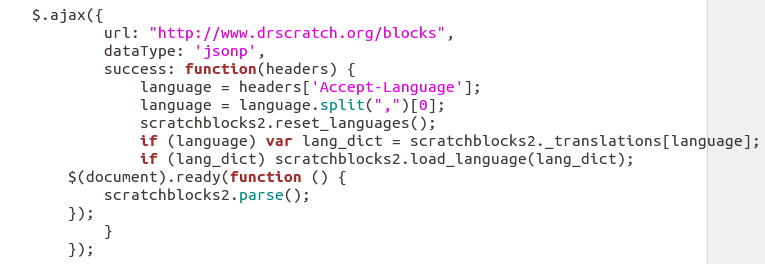 $.ajax({
        url: "http://www.drscratch.org/blocks",
        dataType: 'jsonp',
        success: function(headers) {
            language = headers['Accept-Language'];
            language = language.split(",")[0];
            scratchblocks2.reset_languages();
            if (language) var lang_dict = scratchblocks2._translations[language];
            if (lang_dict) scratchblocks2.load_language(lang_dict);
    $(document).ready(function () {
        scratchblocks2.parse();
    });
        }
    });